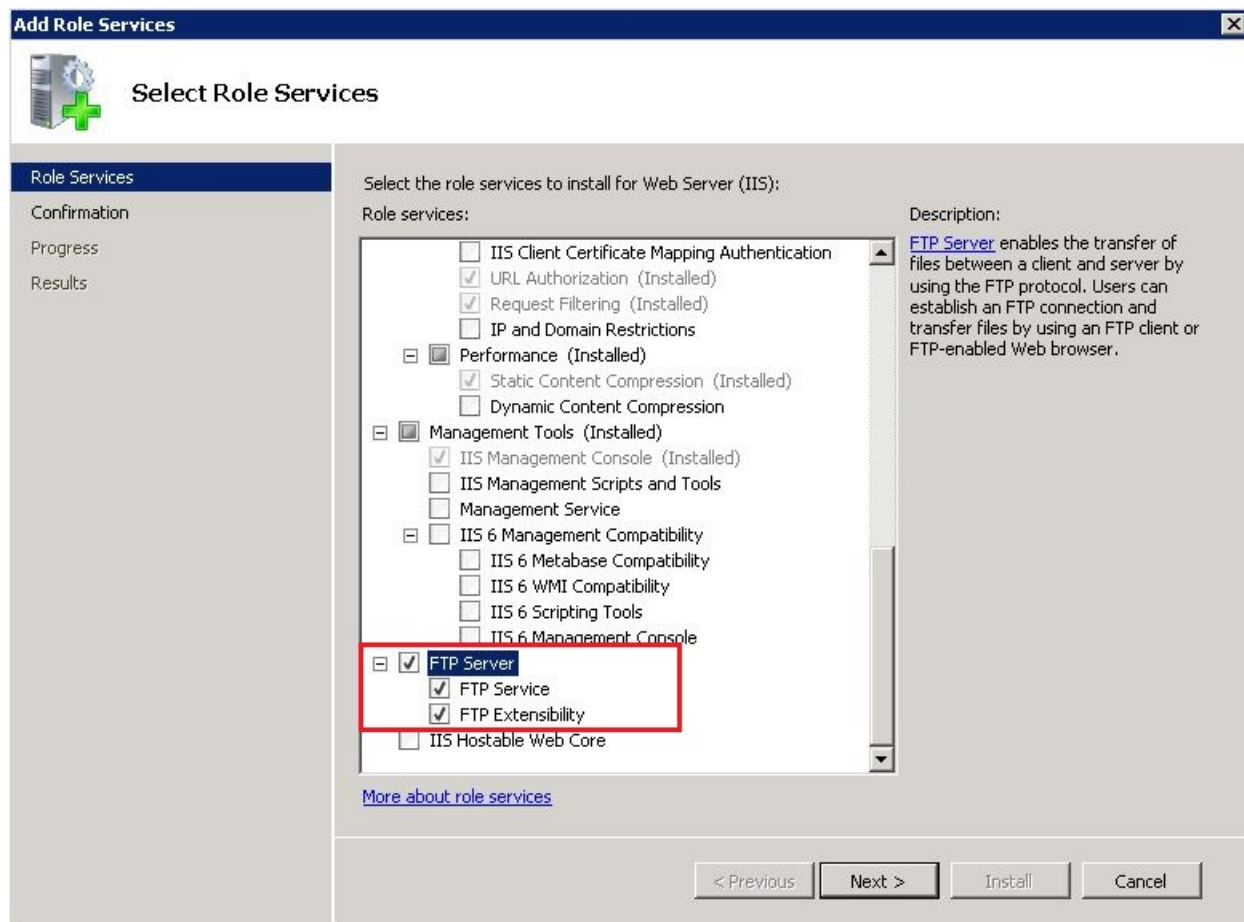 Add Role Services
Select Role Services
Role Services
Confirmation
Progress
Results
Select the role services to install for Web Server (IIS):
Role services:
IIS Client Certificate Mapping Authentication
URL Authorization (Installed)
Request Filtering (Installed)
IP and Domain Restrictions
Performance (Installed)
Static Content Compression (Installed)
Dynamic Content Compression
Management Tools (Installed)
IIS Management Console (Installed)
IIS Management Scripts and Tools
Management Service
IIS 6 Management Compatibility
IIS 6 Metabase Compatibility
IIS 6 WMI Compatibility
IIS 6 Scripting Tools
IIS 6 Management Console
FTP Server
FTP Service
FTP Extensibility
IIS Hostable Web Core
More about role services
Description:
FTP Server enables the transfer of
files between a client and server by
using the FTP protocol. Users can
establish an FTP connection and
transfer files by using an FTP client or
FTP-enabled Web browser.
< Previous
Next >
Install
Cancel